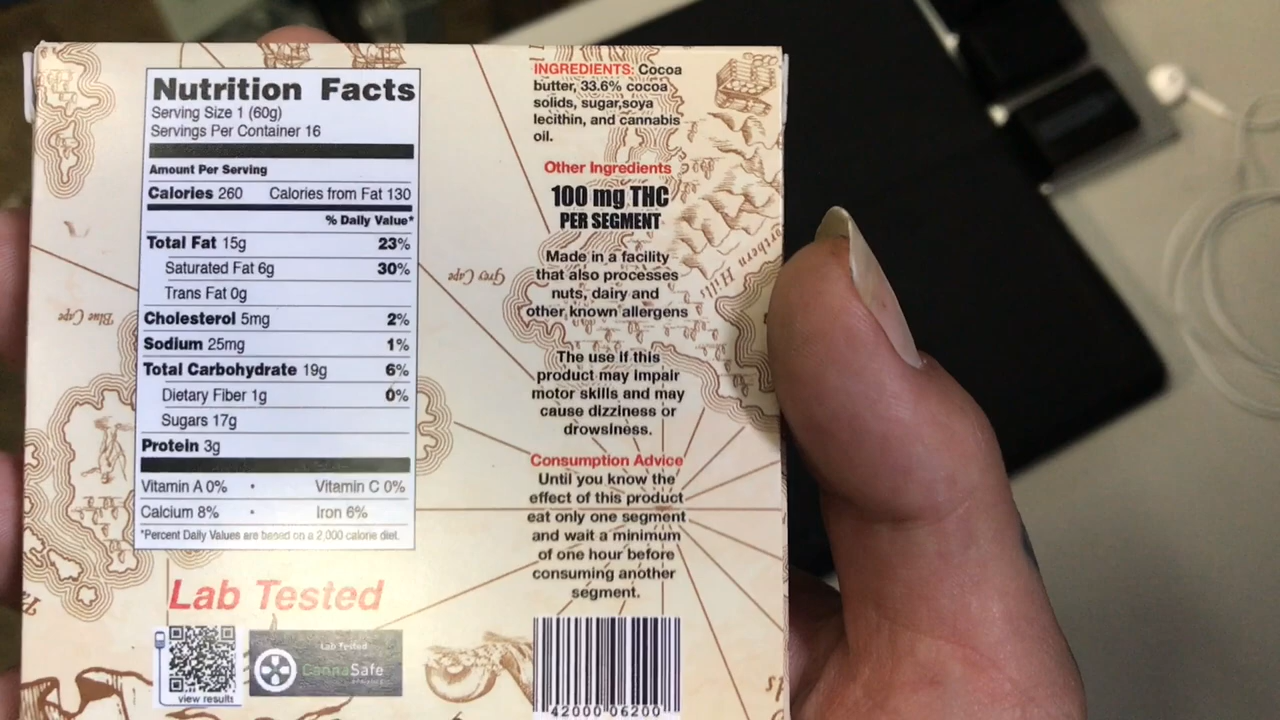 Nutrition Facts
Serving Size 1 (60g)
Servings Per Container 16
Amount Per Serving
Calories 260 Calories from Fat 130
% Daily Value*
Total Fat 15g 23%
Saturated Fat 6g 30%
Trans Fat 0g
Cholesterol 5mg 2%
Sodium 25mg 1%
Total Carbohydrate 19g 6%
Dietary Fiber 1g 0%
Sugars 17g
Protein 3g
Vitamin A 0% • Vitamin C 0%
Calcium 8% • Iron 6%
*Percent Daily Values are based on a 2,000 calorie diet.
Lab Tested
view results
Lab Tested
CannaSafe
INGREDIENTS: Cocoa
butter, 33.6% cocoa
solids, sugar,soya
lecithin, and cannabis
oil.
Other Ingredients
100 mg THC
PER SEGMENT
Made in a facility
that also processes
nuts, dairy and
other known allergens
The use if this
product may impair
motor skills and may
cause dizziness or
drowsiness.
Consumption Advice
Until you know the
effect of this product
eat only one segment
and wait a minimum
of one hour before
consuming another
segment.
42000 06200
Grey Cape
Blue Cape
Hills